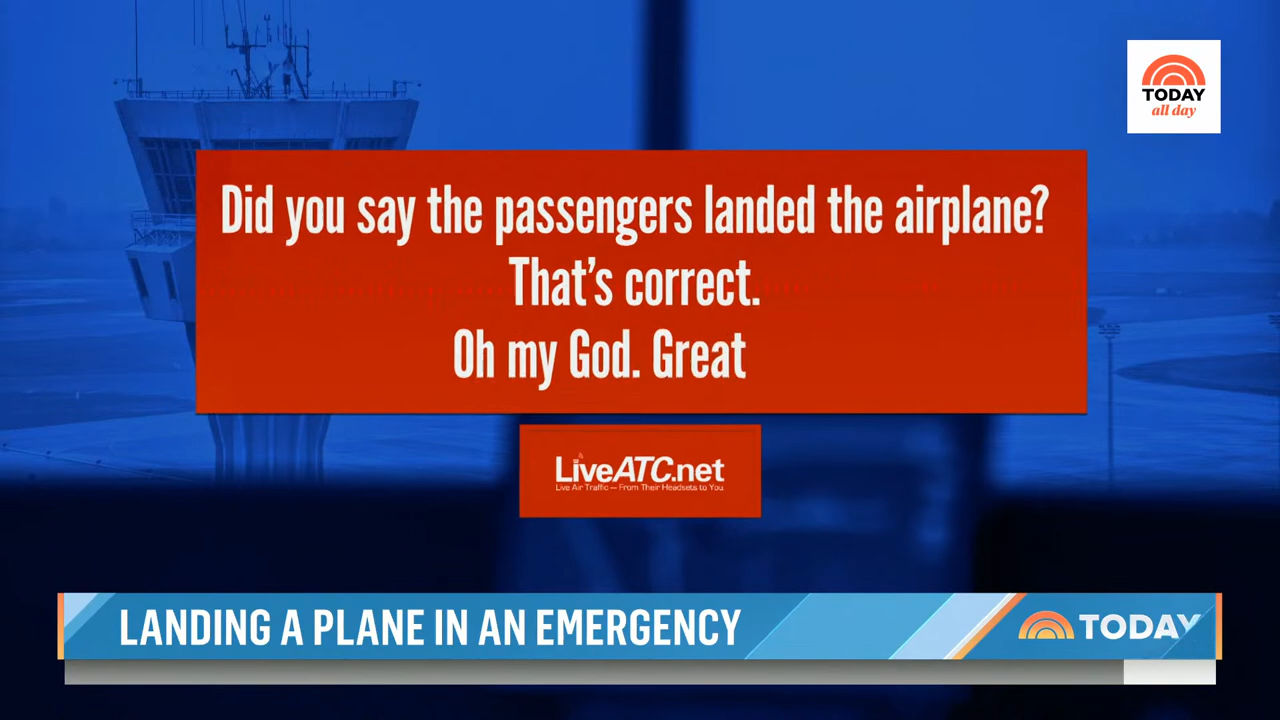 TODAY
all day
Did you say the passengers landed the airplane?
That's correct.
Oh my God. Great
LiveATC.net
Live Air Traffic — From Their Headsets to You.
LANDING A PLANE IN AN EMERGENCY
TODAY